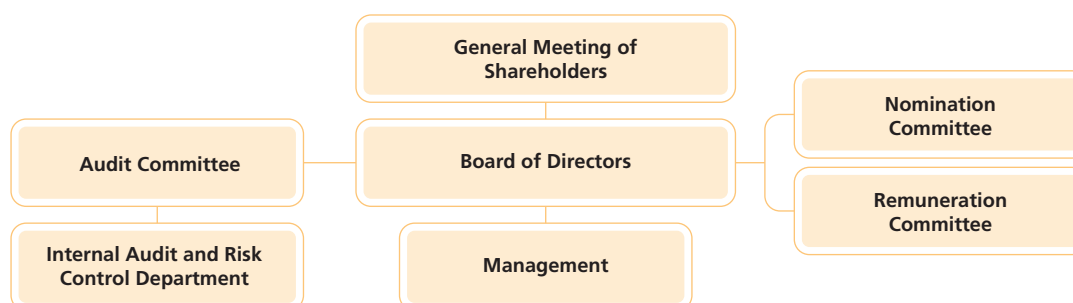 General Meeting of
Shareholders
Nomination
Committee
Audit Committee
Board of Directors
Remuneration
Committee
Internal Audit and Risk
Control Department
Management